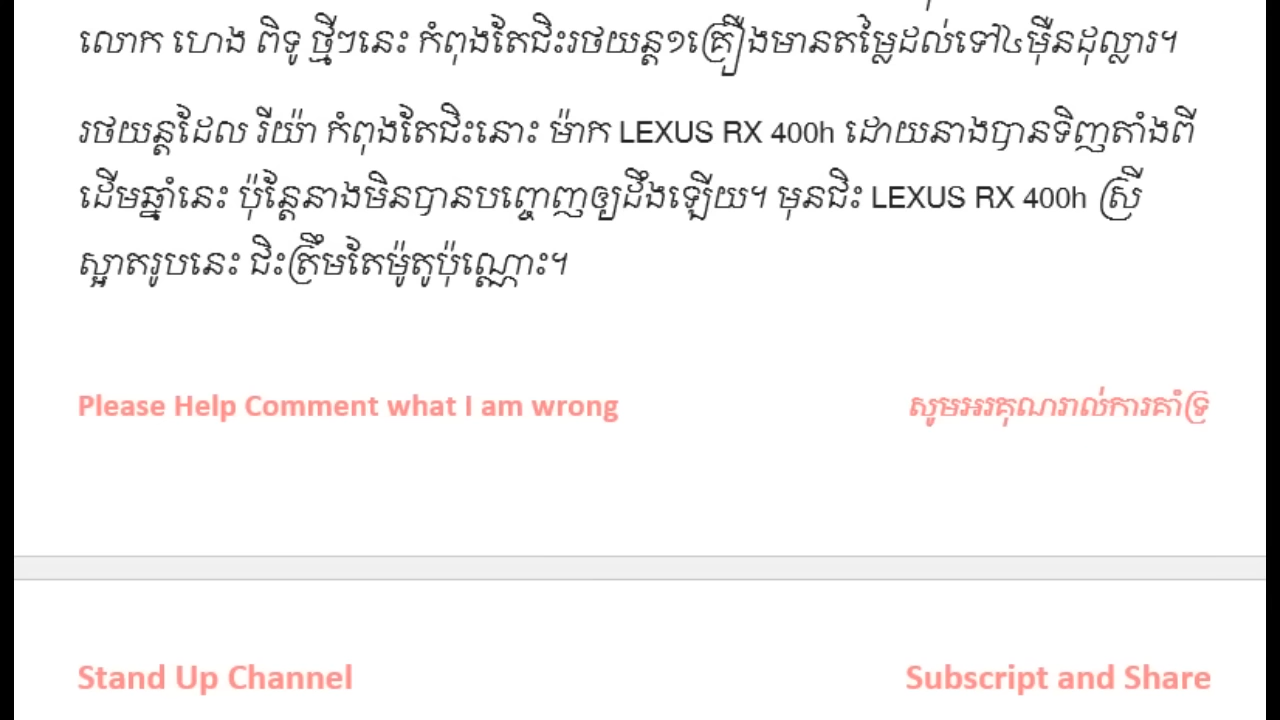 លោក ហេង ពិទូ ថ្មីៗនេះ កំពុងតែជិះរថយន្ត១គ្រឿងមានតម្លៃដល់ទៅ៤ម៉ឺនដុល្លារ។
រថយន្តដែល រីយ៉ា កំពុងតែជិះនោះ ម៉ាក LEXUS RX 400h ដោយនាងបានទិញតាំងពី
ដើមឆ្នាំនេះ ប៉ុន្តែនាងមិនបានបញ្ចេញឲ្យដឹងឡើយ។ មុនជិះ LEXUS RX 400h ស្រី
ស្អាតរូបនេះ ជិះត្រឹមតែម៉ូតូប៉ុណ្ណោះ។
Please Help Comment what I am wrong សូមអរគុណរាល់ការគាំទ្រ
Stand Up Channel Subscript and Share